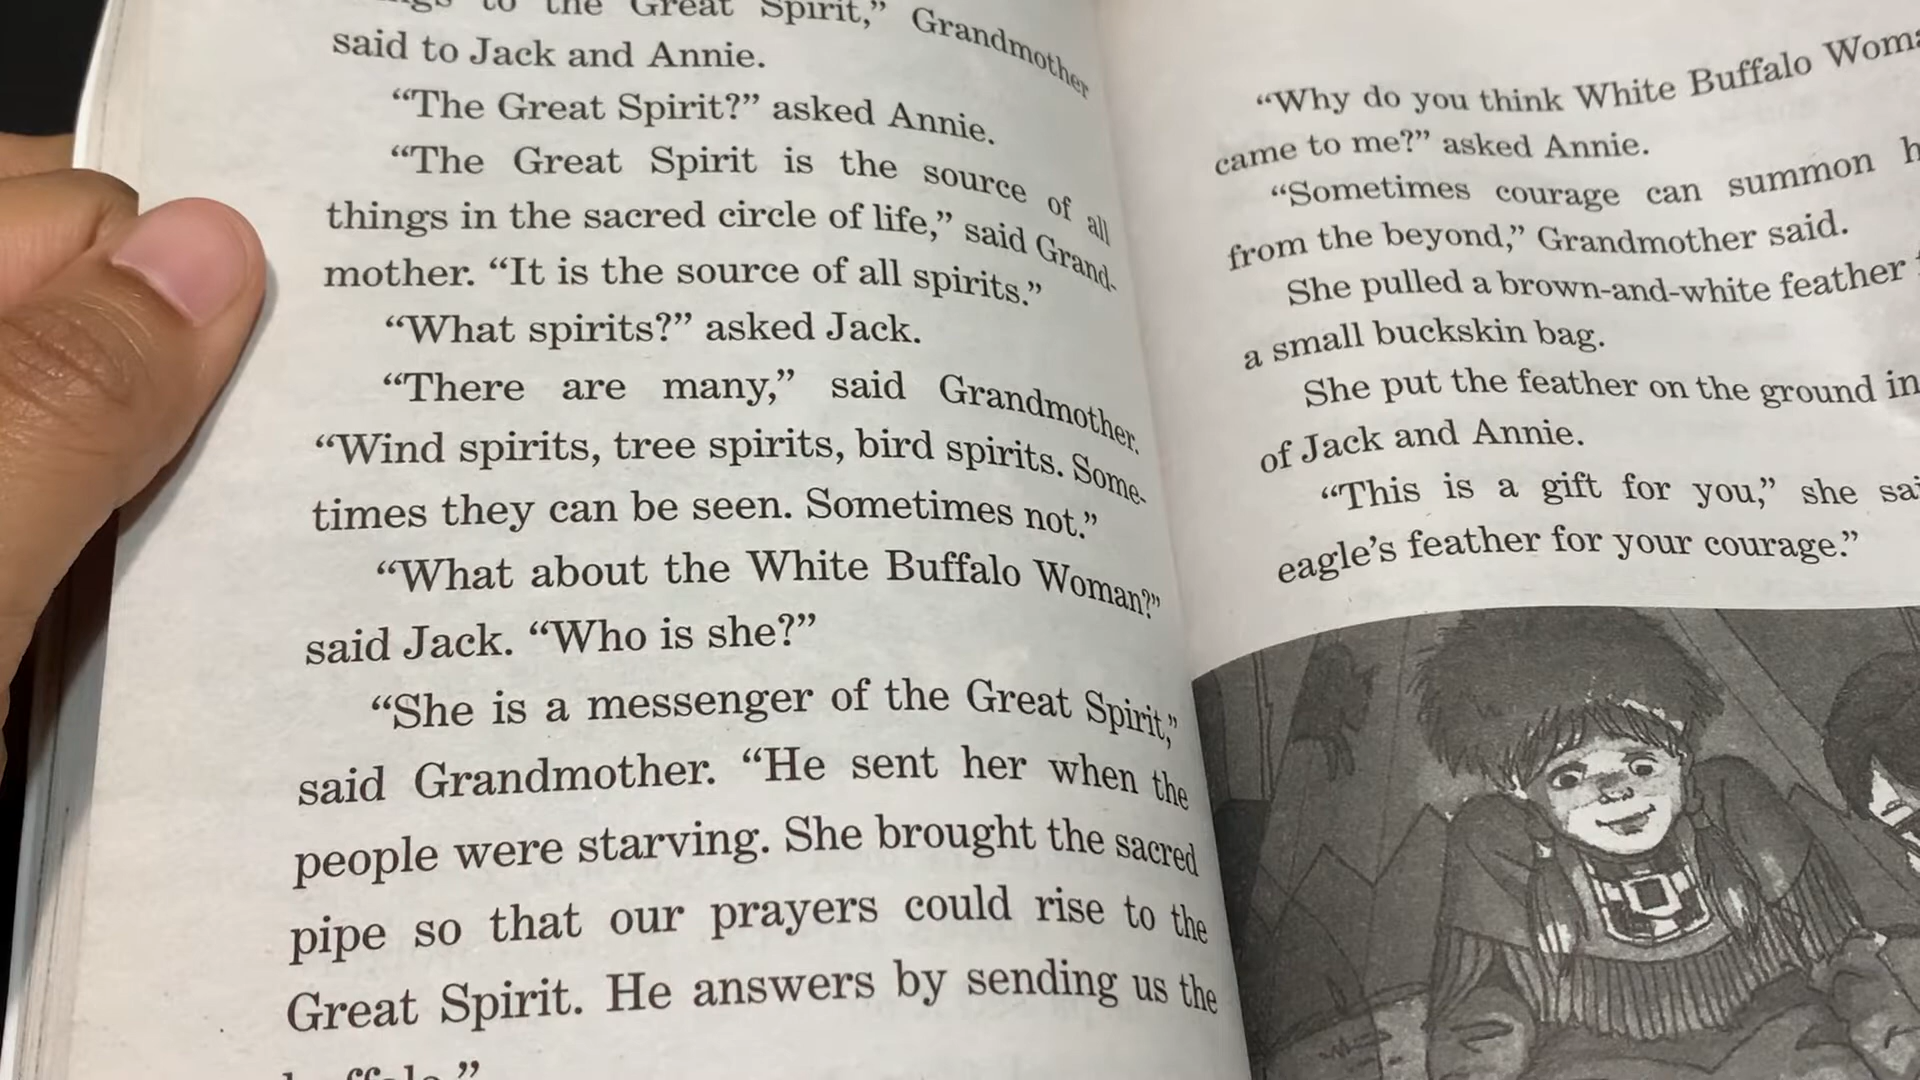 to the Great Spirit,” Grandmother
said to Jack and Annie.
“The Great Spirit?” asked Annie.
“The Great Spirit is the source of all
things in the sacred circle of life,” said Grand-
mother. “It is the source of all spirits.”
“What spirits?” asked Jack.
“There are many,” said Grandmother.
“Wind spirits, tree spirits, bird spirits. Some-
times they can be seen. Sometimes not.”
“What about the White Buffalo Woman?”
said Jack. “Who is she?”
“She is a messenger of the Great Spirit,”
said Grandmother. “He sent her when the
people were starving. She brought the sacred
pipe so that our prayers could rise to the
Great Spirit. He answers by sending us the
“Why do you think White Buffalo
came to me?” asked Annie.
“Sometimes courage can summon
from the beyond,” Grandmother said.
She pulled a brown-and-white feather
a small buckskin bag.
She put the feather on the ground in
of Jack and Annie.
“This is a gift for you,” she
eagle’s feather for your courage.”